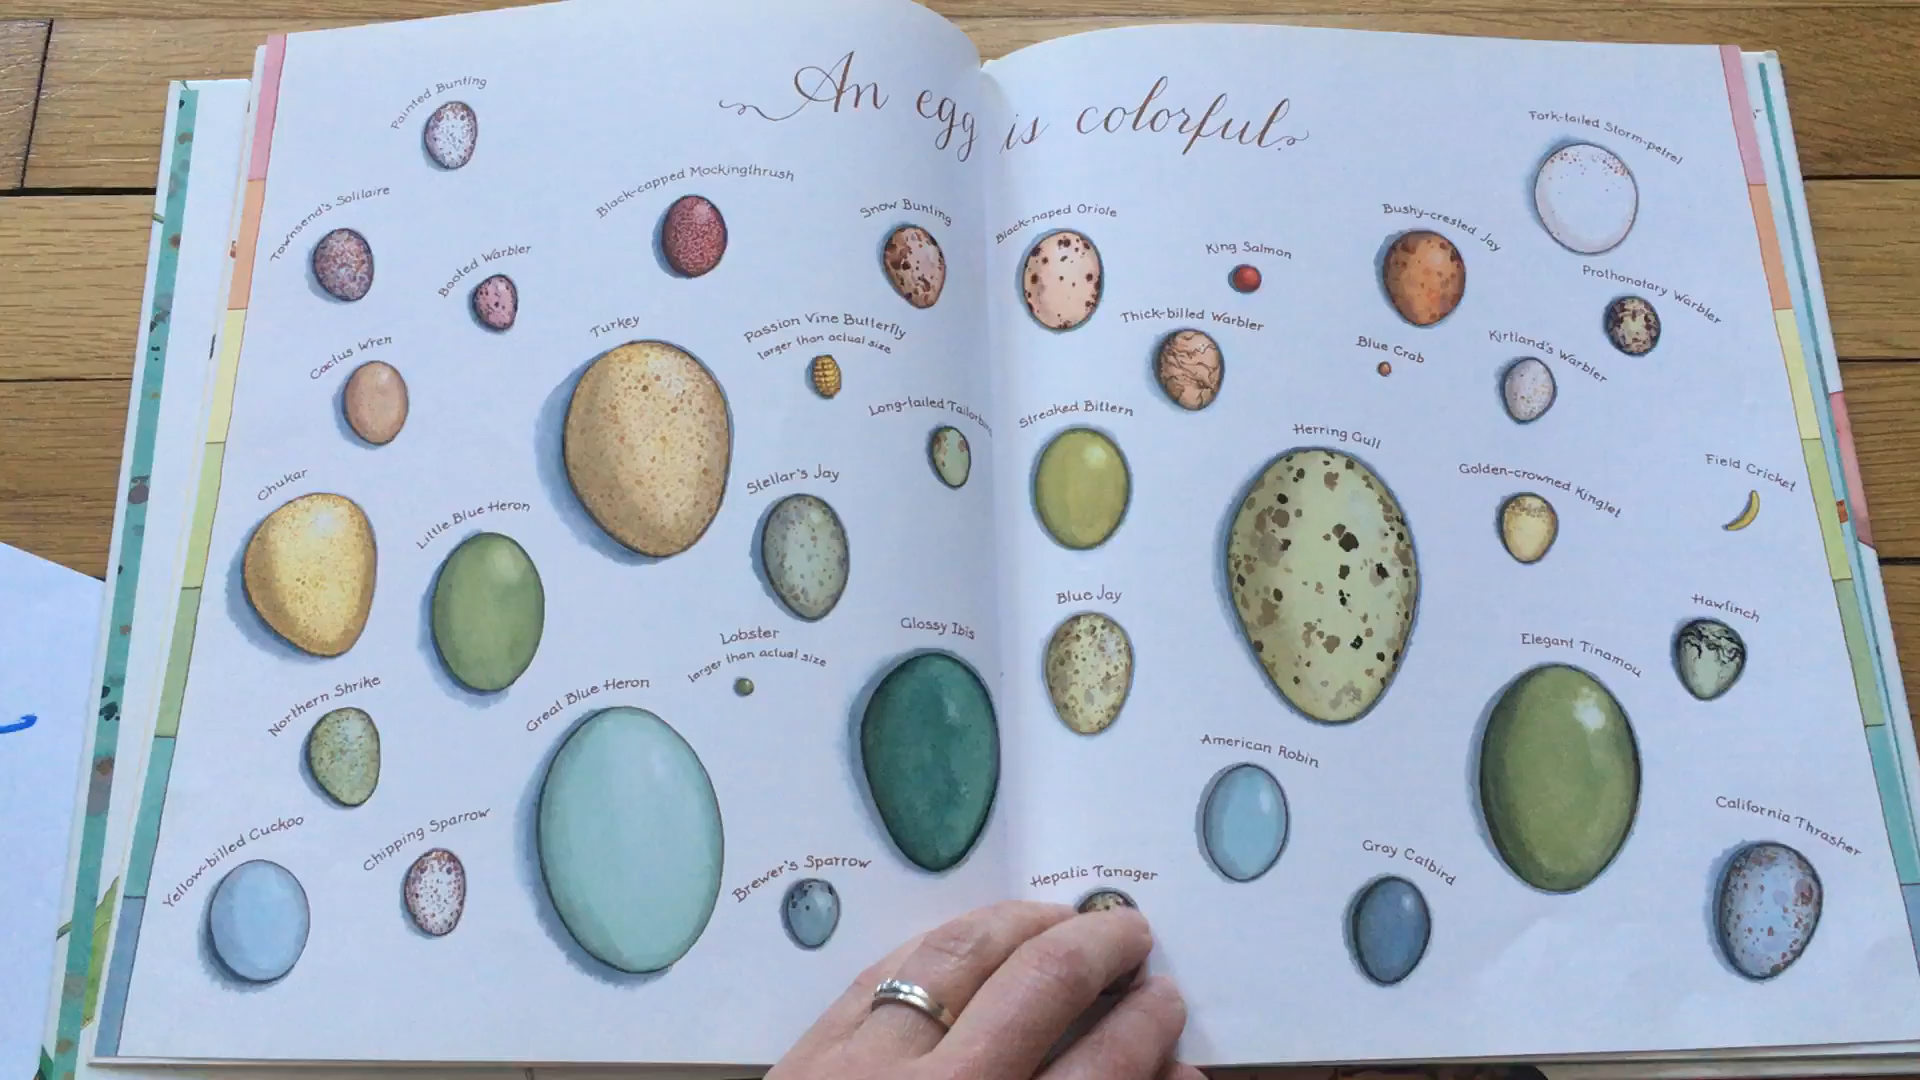 An egg is colorful.
Painted Bunting
Townsend's Solitaire
Black-capped Mockingthrush
Snow Bunting
Booted Warbler
Turkey
Passion Vine Butterfly
larger than actual size
Cactus Wren
Long-tailed
Chukar
Little Blue Heron
Stellar's Jay
Lobster
larger than actual size
Glossy Ibis
Northern Shrike
Great Blue Heron
Yellow-billed Cuckoo
Chipping Sparrow
Brewer's Sparrow
Fork-tailed Storm-petrel
Black-naped Oriole
King Salmon
Bushy-crested Jay
Prothonotary Warbler
Thick-billed Warbler
Blue Crab
Kirtland's Warbler
Streaked Bittern
Herring Gull
Golden-crowned Kinglet
Field Cricket
Blue Jay
Hawfinch
Elegant Tinamou
American Robin
California Thrasher
Gray Catbird
Hepatic Tanager